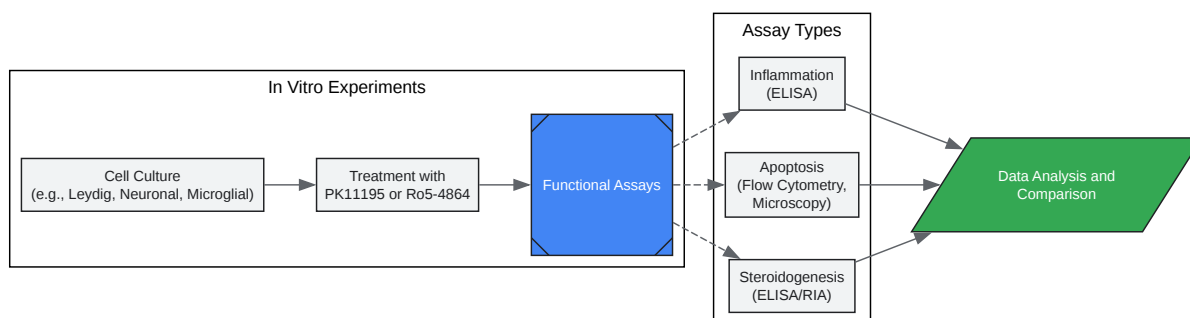 In Vitro Experiments
Cell Culture
(e.g., Leydig, Neuronal, Microglial)
Treatment with
PK11195 or Ro5-4864
Functional Assays
Assay Types
Inflammation
(ELISA)
Apoptosis
(Flow Cytometry,
Microscopy)
Steroidogenesis
(ELISA/RIA)
Data Analysis and
Comparison